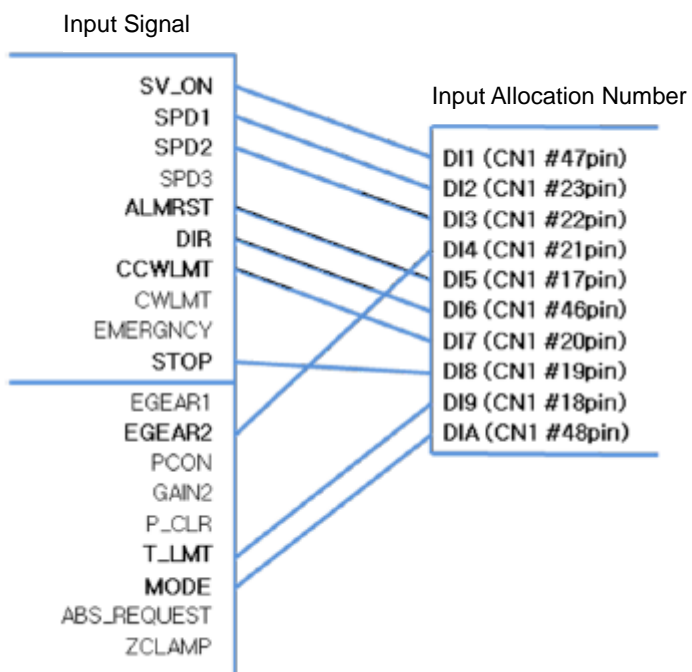 Input Signal
SV_ON
SPD1
SPD2
SPD3
ALMRST
DIR
CCWLMT
CWLMT
EMERGNCY
STOP
EGEAR1
EGEAR2
PCON
GAIN2
P_CLR
T_LMT
MODE
ABS_REQUEST
ZCLAMP
Input Allocation Number
DI1 (CN1 #47pin)
DI2 (CN1 #23pin)
DI3 (CN1 #22pin)
DI4 (CN1 #21pin)
DI5 (CN1 #17pin)
DI6 (CN1 #46pin)
DI7 (CN1 #20pin)
DI8 (CN1 #19pin)
DI9 (CN1 #18pin)
DIA (CN1 #48pin)